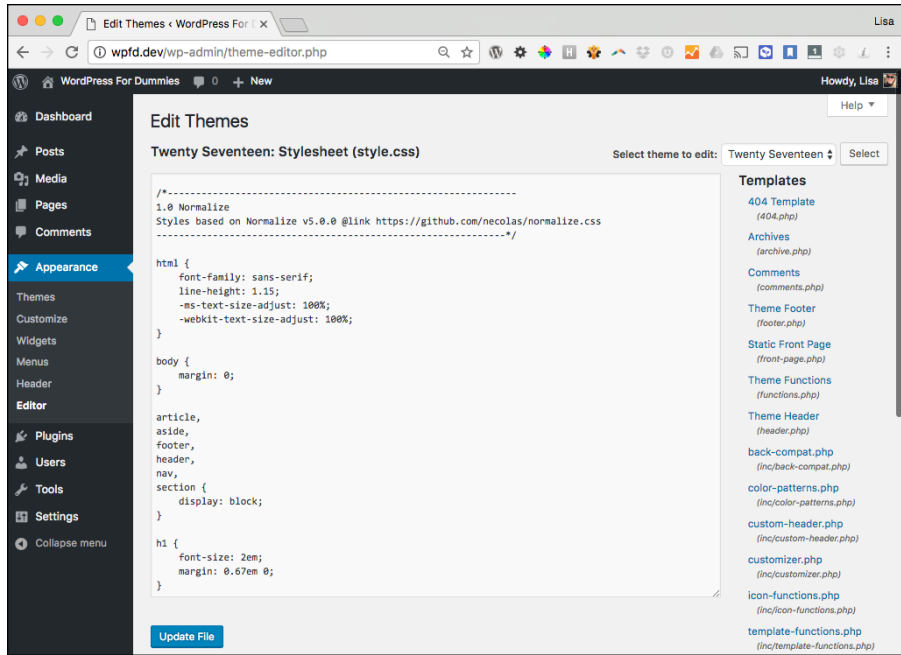 Edit Themes ‹ WordPress For
Lisa
wpfd.dev/wp-admin/theme-editor.php
WordPress For Dummies
0
+ New
Howdy, Lisa
Help
Dashboard
Posts
Media
Pages
Comments
Appearance
Themes
Customize
Widgets
Menus
Header
Editor
Plugins
Users
Tools
Settings
Collapse menu
Edit Themes
Twenty Seventeen: Stylesheet (style.css)
Select theme to edit: Twenty Seventeen Select
/*--------------------------------------------------------------
1.0 Normalize
Styles based on Normalize v5.0.0 @link https://github.com/necolas/normalize.css
--------------------------------------------------------------*/
html {
font-family: sans-serif;
line-height: 1.15;
-ms-text-size-adjust: 100%;
-webkit-text-size-adjust: 100%;
}
body {
margin: 0;
}
article,
aside,
footer,
header,
nav,
section {
display: block;
}
h1 {
font-size: 2em;
margin: 0.67em 0;
}
Update File
Templates
404 Template
(404.php)
Archives
(archive.php)
Comments
(comments.php)
Theme Footer
(footer.php)
Static Front Page
(front-page.php)
Theme Functions
(functions.php)
Theme Header
(header.php)
back-compat.php
(inc/back-compat.php)
color-patterns.php
(inc/color-patterns.php)
custom-header.php
(inc/custom-header.php)
customizer.php
(inc/customizer.php)
icon-functions.php
(inc/icon-functions.php)
template-functions.php
(inc/template-functions.php)